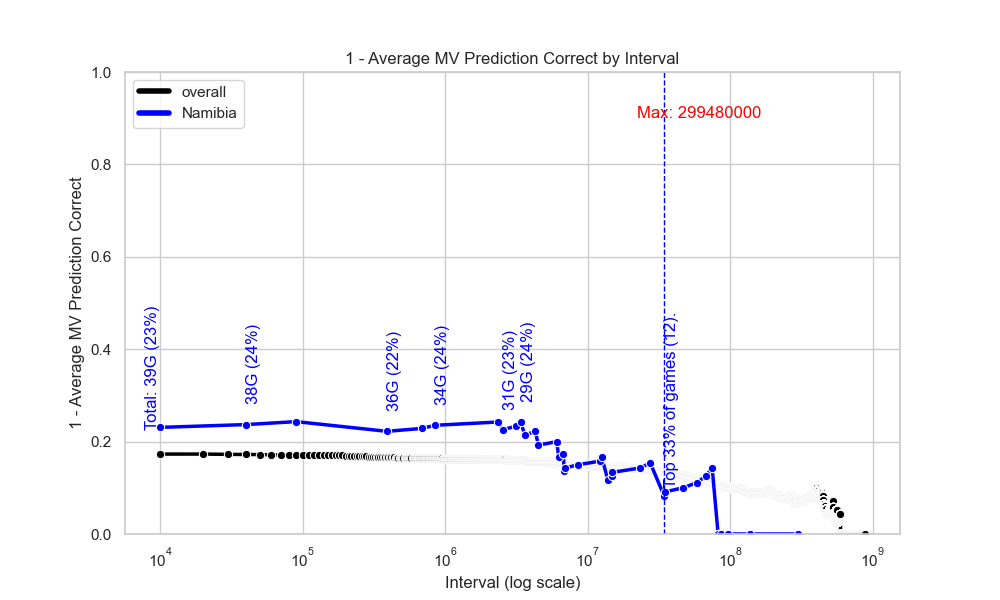 1 - Average MV Prediction Correct by Interval
1.0
0.8
0.6
0.4
0.2
0.0
1 - Average MV Prediction Correct
overall
Namibia
Max: 299480000
Total: 39G (23%)
38G (24%)
36G (22%)
34G (24%)
31G (23%)
29G (24%)
Top 33% of games (12).
10^4
10^5
10^6
10^7
10^8
10^9
Interval (log scale)